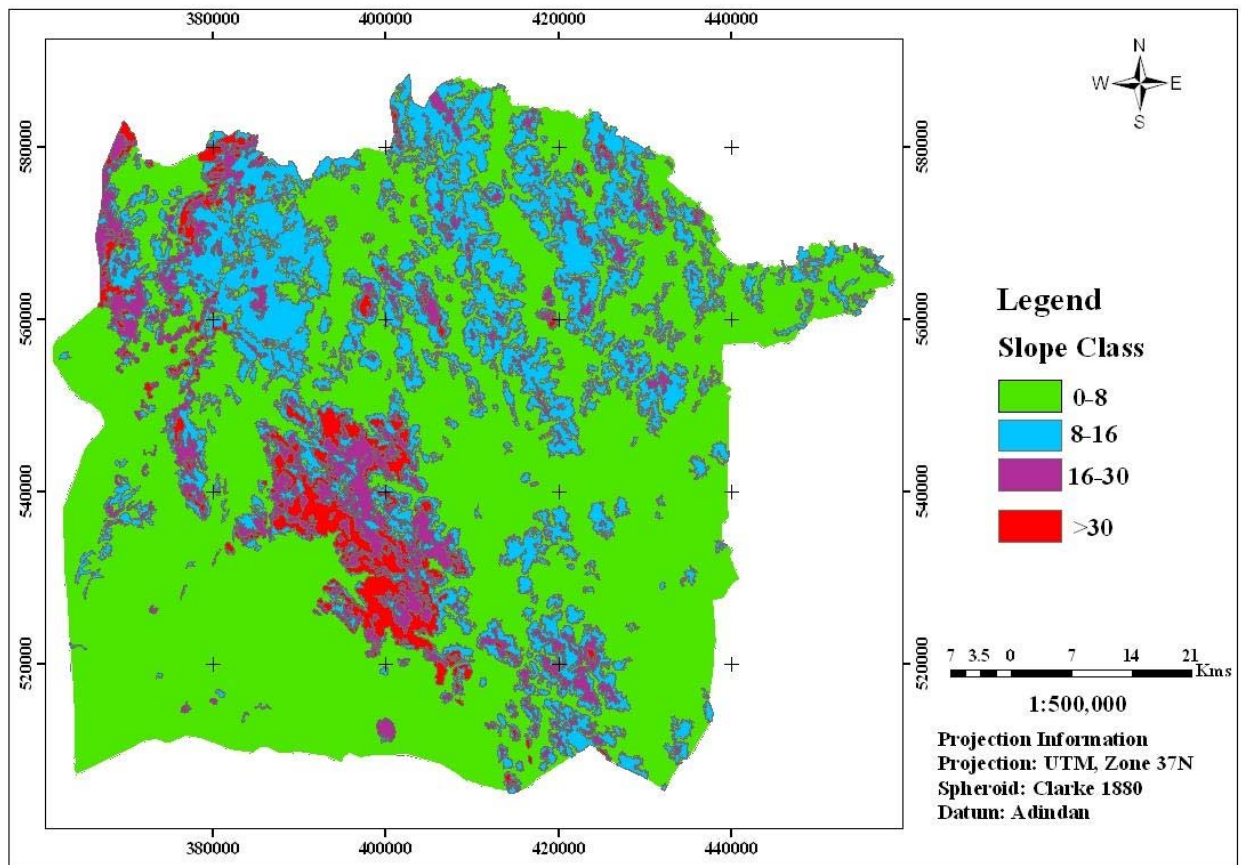 380000 400000 420000 440000
N
W E
S
580000 580000
560000 560000
540000 540000
520000 520000
Legend
Slope Class
0-8
8-16
16-30
>30
7 3.5 0 7 14 21
Kms
1:500,000
Projection Information
Projection: UTM, Zone 37N
Spheroid: Clarke 1880
Datum: Adindan
380000 400000 420000 440000